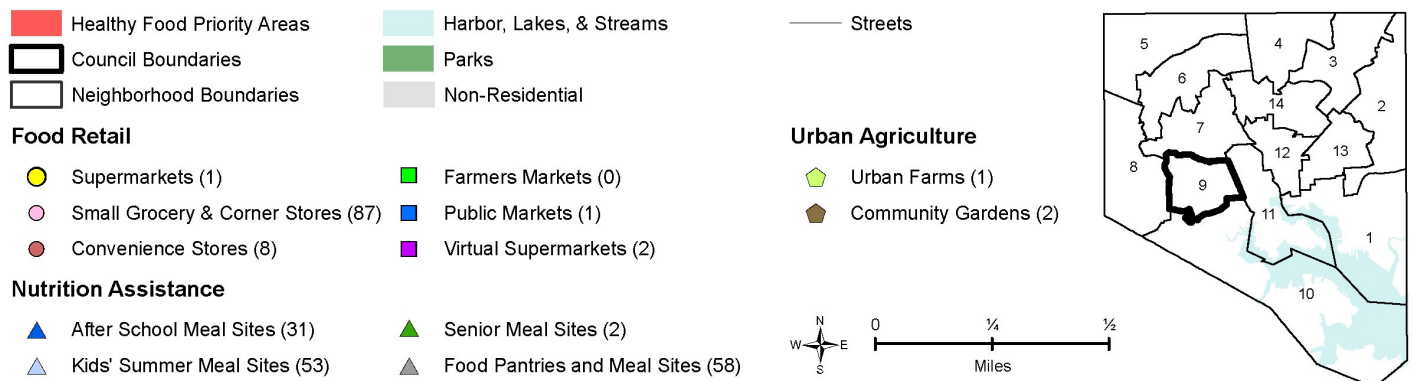 Healthy Food Priority Areas
Council Boundaries
Neighborhood Boundaries
Harbor, Lakes, & Streams
Parks
Non-Residential
Streets
Food Retail
Supermarkets (1)
Small Grocery & Corner Stores (87)
Convenience Stores (8)
Farmers Markets (0)
Public Markets (1)
Virtual Supermarkets (2)
Nutrition Assistance
After School Meal Sites (31)
Kids' Summer Meal Sites (53)
Senior Meal Sites (2)
Food Pantries and Meal Sites (58)
Urban Agriculture
Urban Farms (1)
Community Gardens (2)
N
W E
S
0 ¼ ½
Miles
5
4
3
6
14
2
7
12
13
8
9
11
1
10